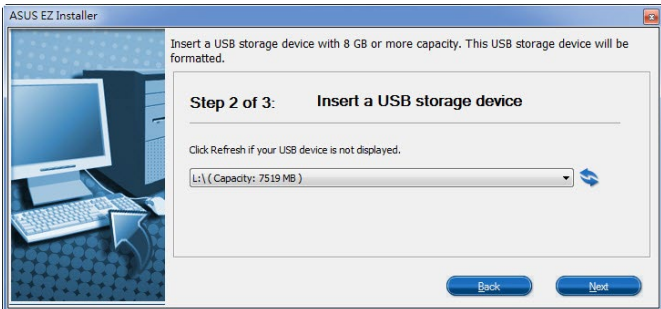 ASUS EZ Installer
Insert a USB storage device with 8 GB or more capacity. This USB storage device will be
formatted.
Step 2 of 3: Insert a USB storage device
Click Refresh if your USB device is not displayed.
L:\ ( Capacity: 7519 MB )
Back Next